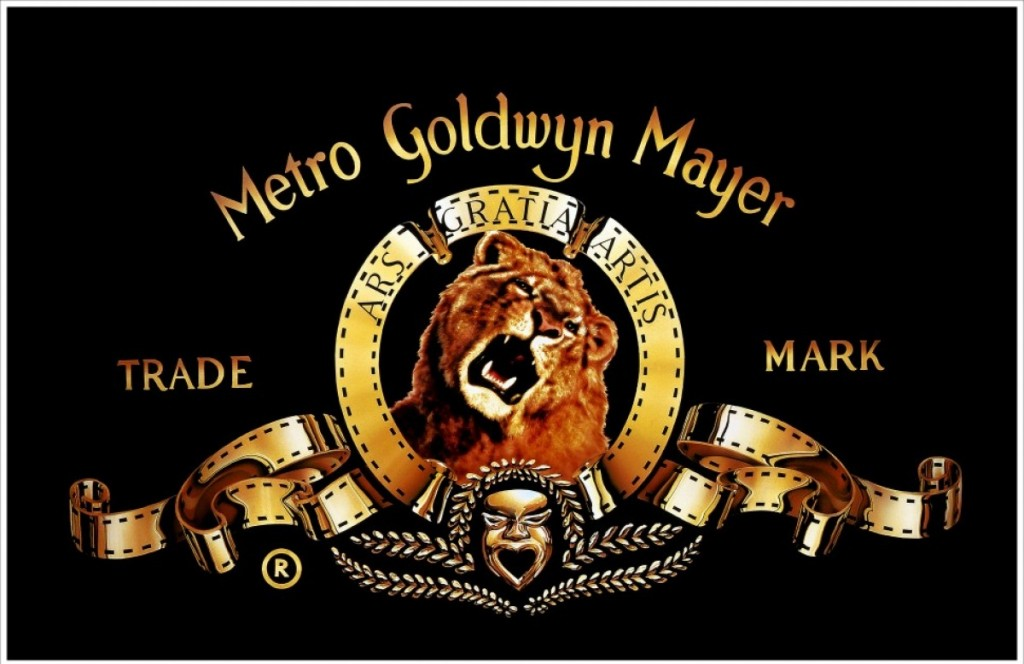 Metro Goldwyn Mayer
ARS GRATIA ARTIS
TRADE MARK
®